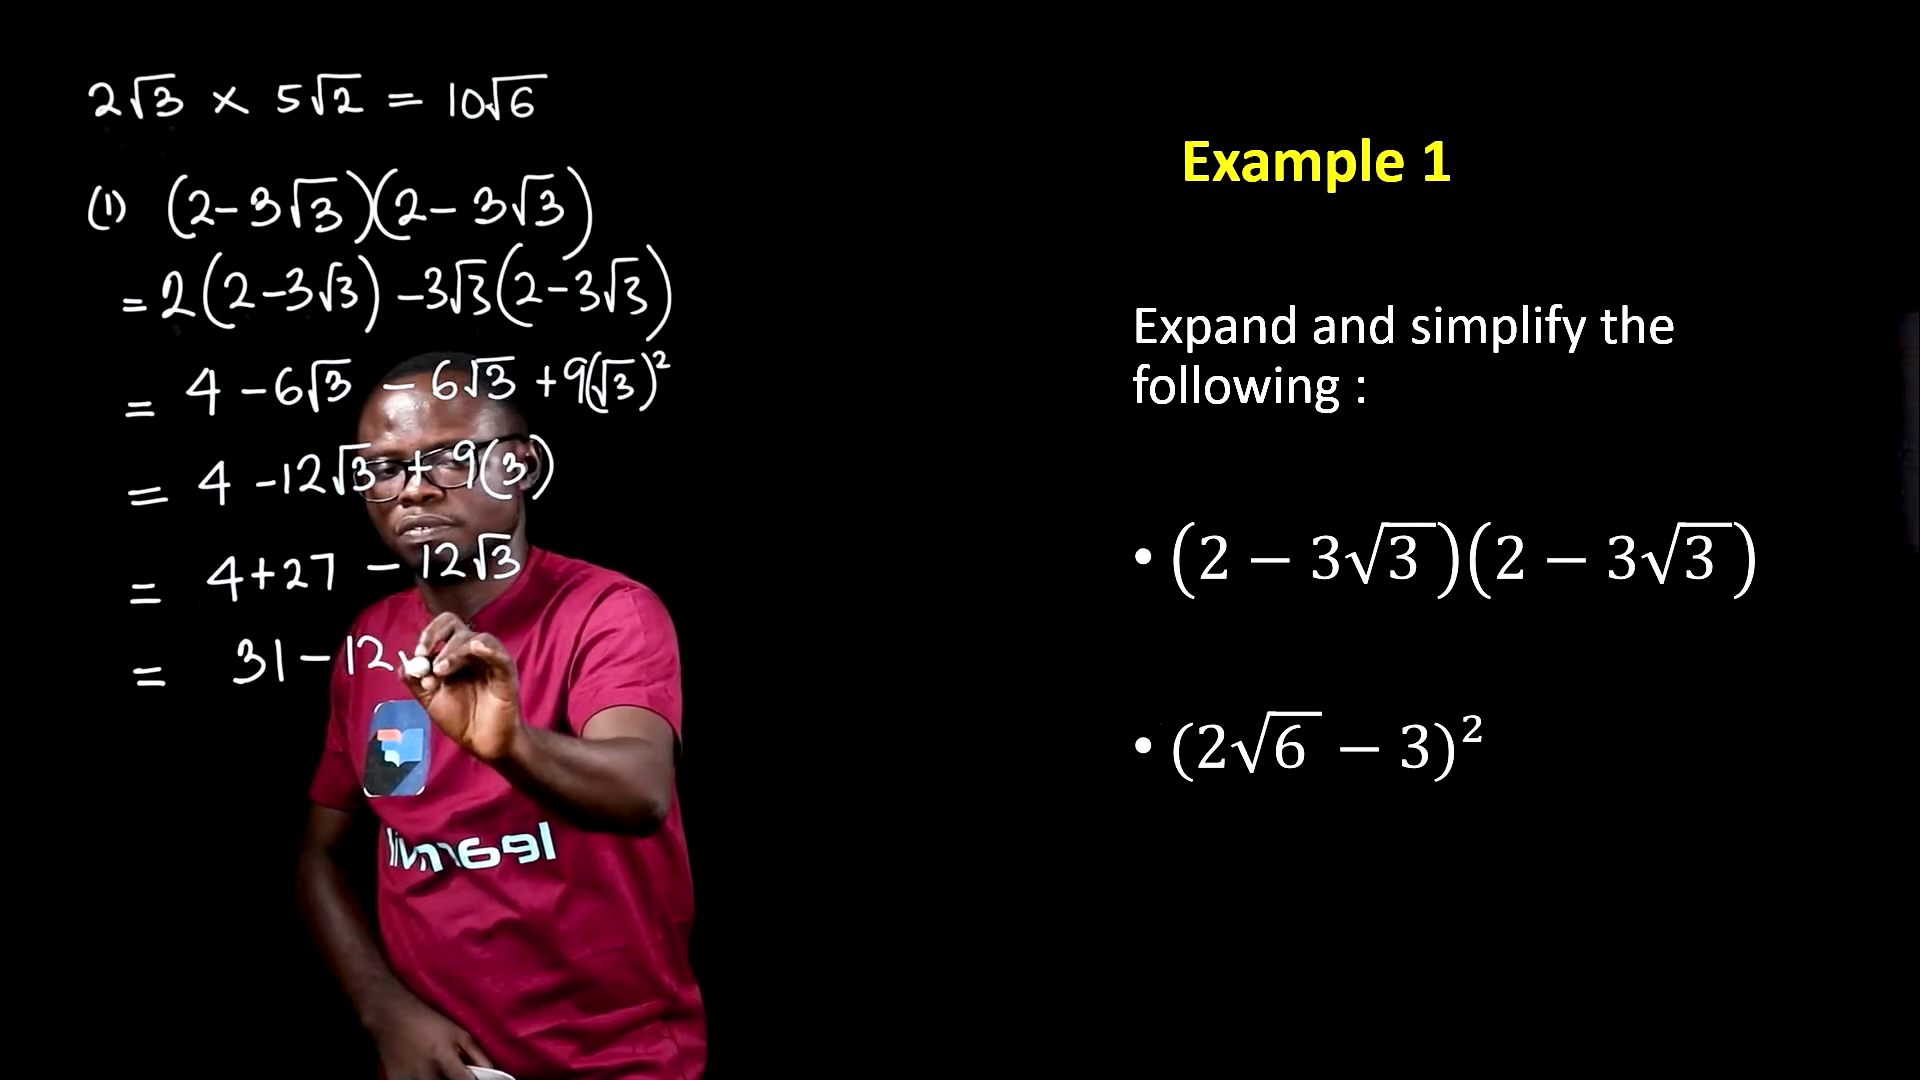 2√3 × 5√2 = 10√6
(1) (2-3√3)(2-3√3)
= 2(2-3√3) -3√3(2-3√3)
= 4 -6√3 - 6√3 +9(√3)²
= 4 -12√3 + 9(3)
= 4+27 - 12√3
= 31-12
Example 1
Expand and simplify the
following :
• (2 − 3√3)(2 − 3√3)
• (2√6 − 3)²